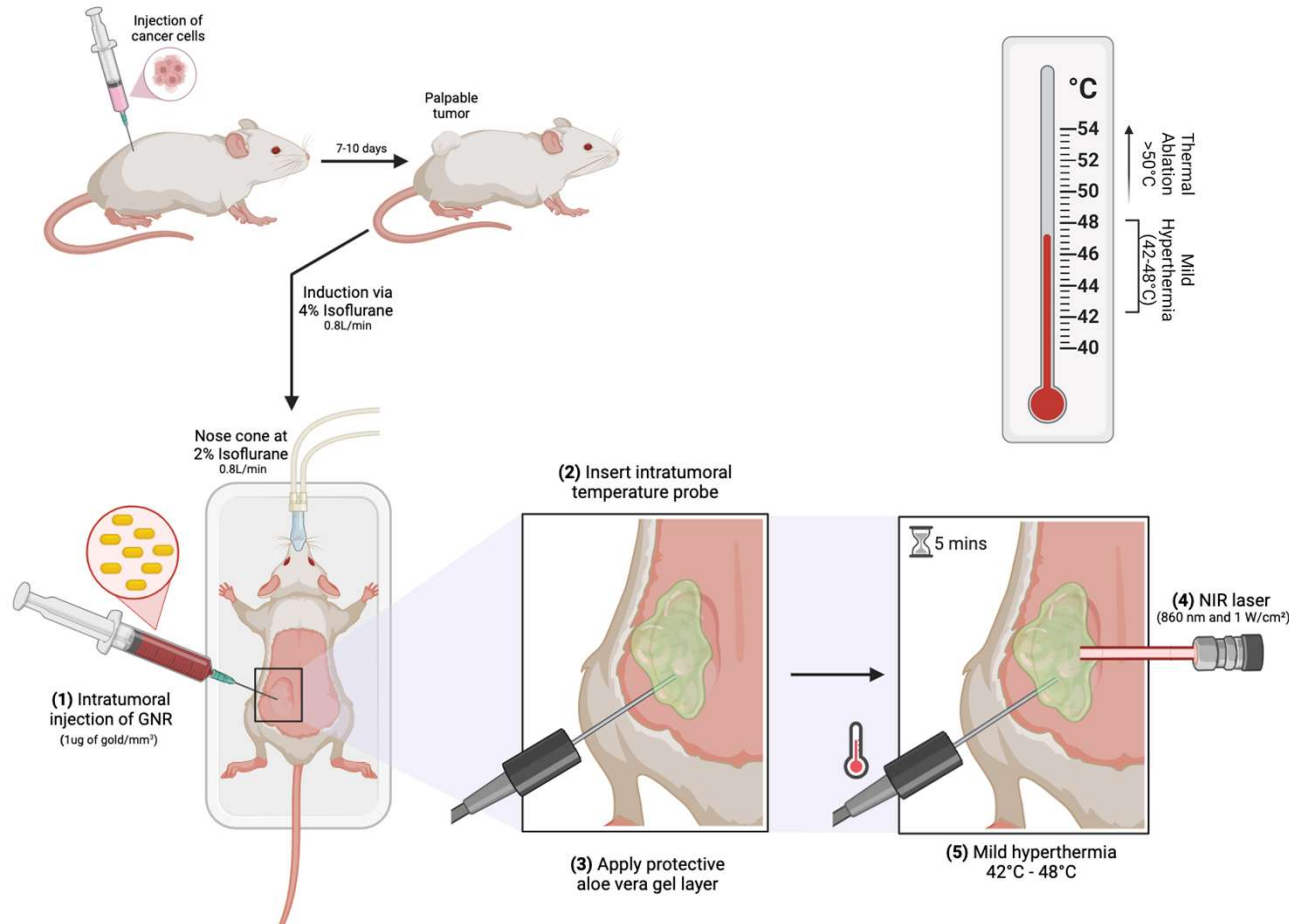 Injection of
cancer cells
7-10 days
Palpable
tumor
Induction via
4% Isoflurane
0.8L/min
Nose cone at
2% Isoflurane
0.8L/min
(1) Intratumoral
injection of GNR
(1ug of gold/mm³)
(2) Insert intratumoral
temperature probe
(3) Apply protective
aloe vera gel layer
5 mins
(4) NIR laser
(860 nm and 1 W/cm²)
(5) Mild hyperthermia
42°C - 48°C
°C
54
52
50
48
46
44
42
40
Thermal
Ablation
>50°C
Mild
Hyperthermia
(42-48°C)